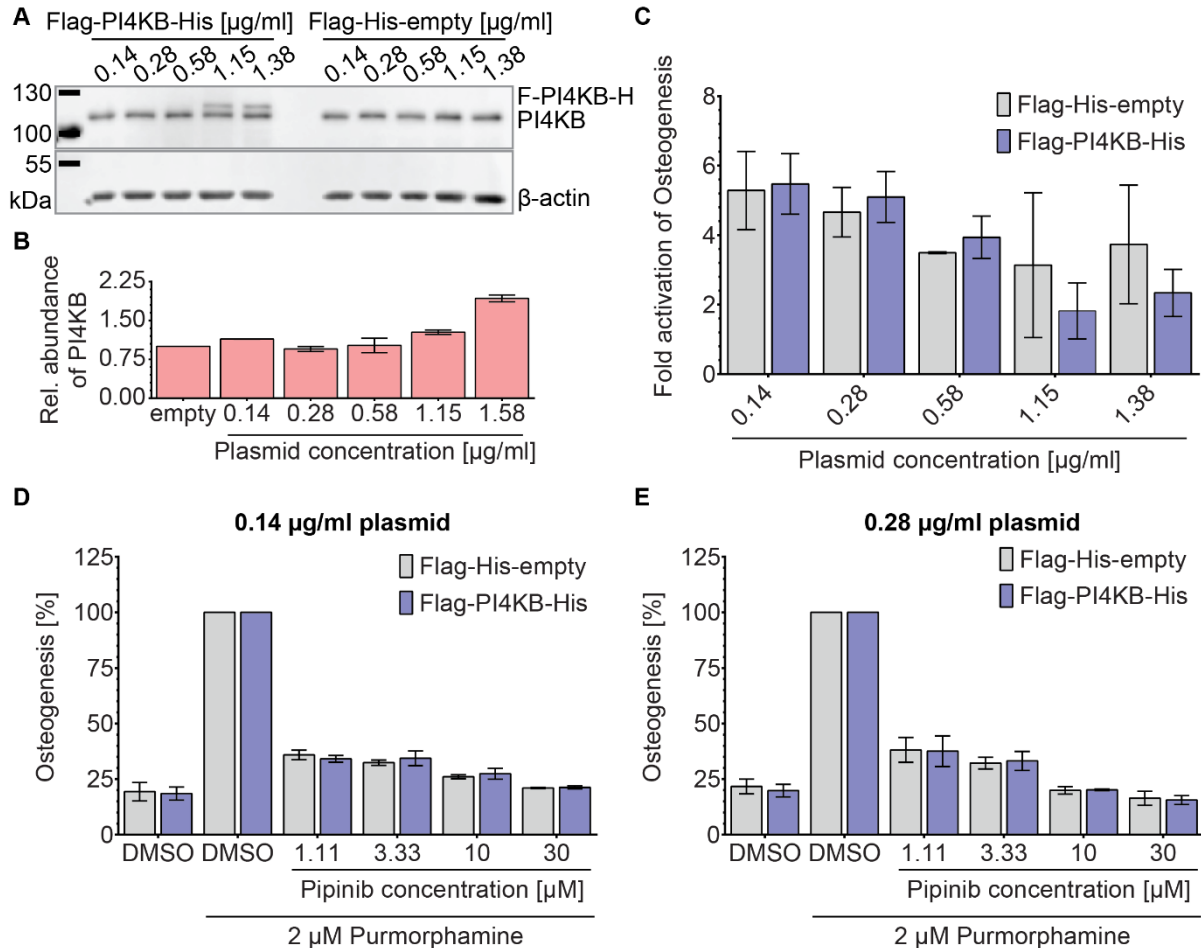 A
Flag-PI4KB-His [µg/ml] Flag-His-empty [µg/ml]
0.14 0.28 0.58 1.15 1.38 0.14 0.28 0.58 1.15 1.38
130
F-PI4KB-H
PI4KB
100
55
kDa
β-actin
B
Rel. abundance
of PI4KB
2.25
1.50
0.75
0.00
empty 0.14 0.28 0.58 1.15 1.58
Plasmid concentration [µg/ml]
C
Fold activation of Osteogenesis
8
6
4
2
0
Flag-His-empty
Flag-PI4KB-His
0.14 0.28 0.58 1.15 1.38
Plasmid concentration [µg/ml]
D
0.14 µg/ml plasmid
Osteogenesis [%]
125
100
75
50
25
0
Flag-His-empty
Flag-PI4KB-His
DMSO DMSO 1.11 3.33 10 30
Pipinib concentration [µM]
2 µM Purmorphamine
E
0.28 µg/ml plasmid
Osteogenesis [%]
125
100
75
50
25
0
Flag-His-empty
Flag-PI4KB-His
DMSO DMSO 1.11 3.33 10 30
Pipinib concentration [µM]
2 µM Purmorphamine